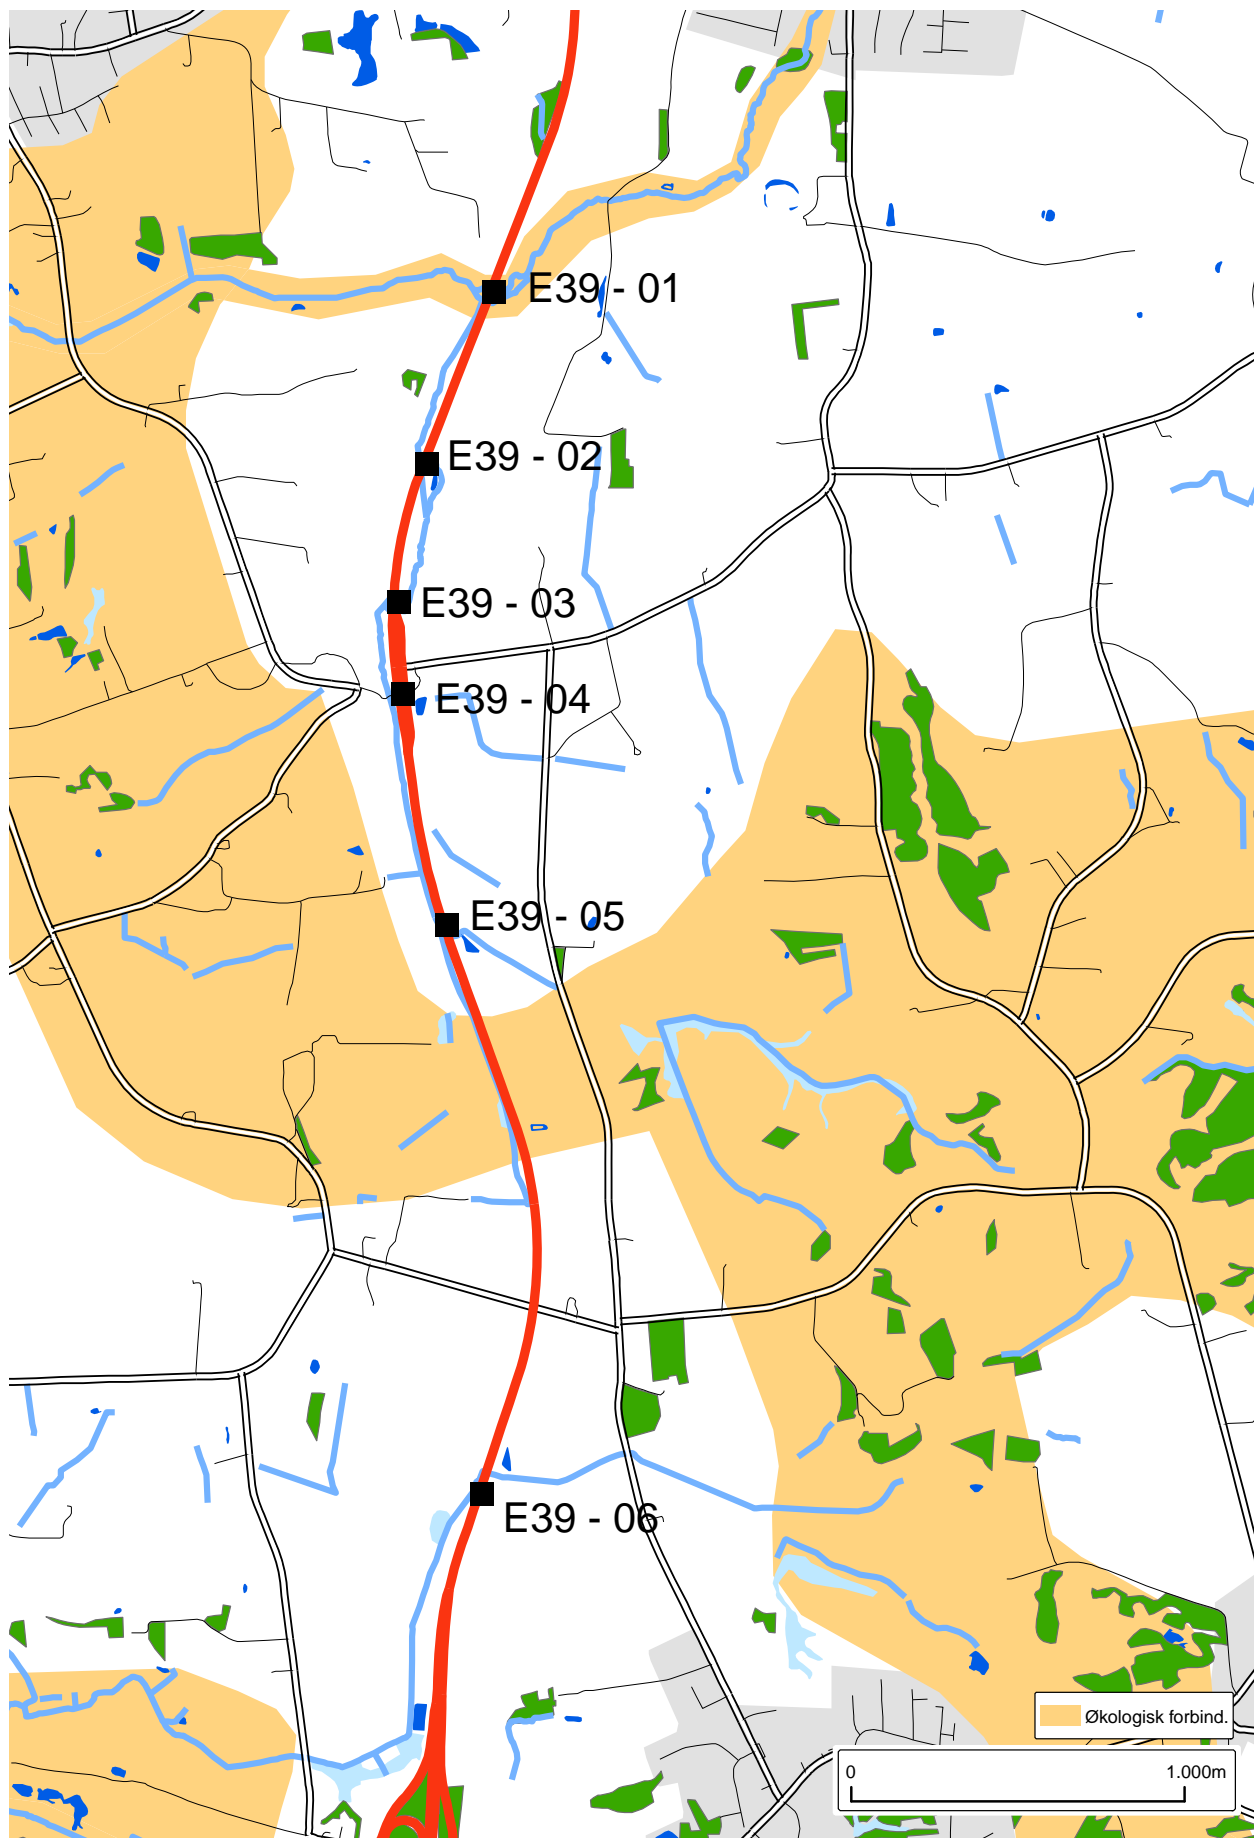 E39 - 01
E39 - 02
E39 - 03
E39 - 04
E39 - 05
E39 - 06
Økologisk forbind.
0 1.000m